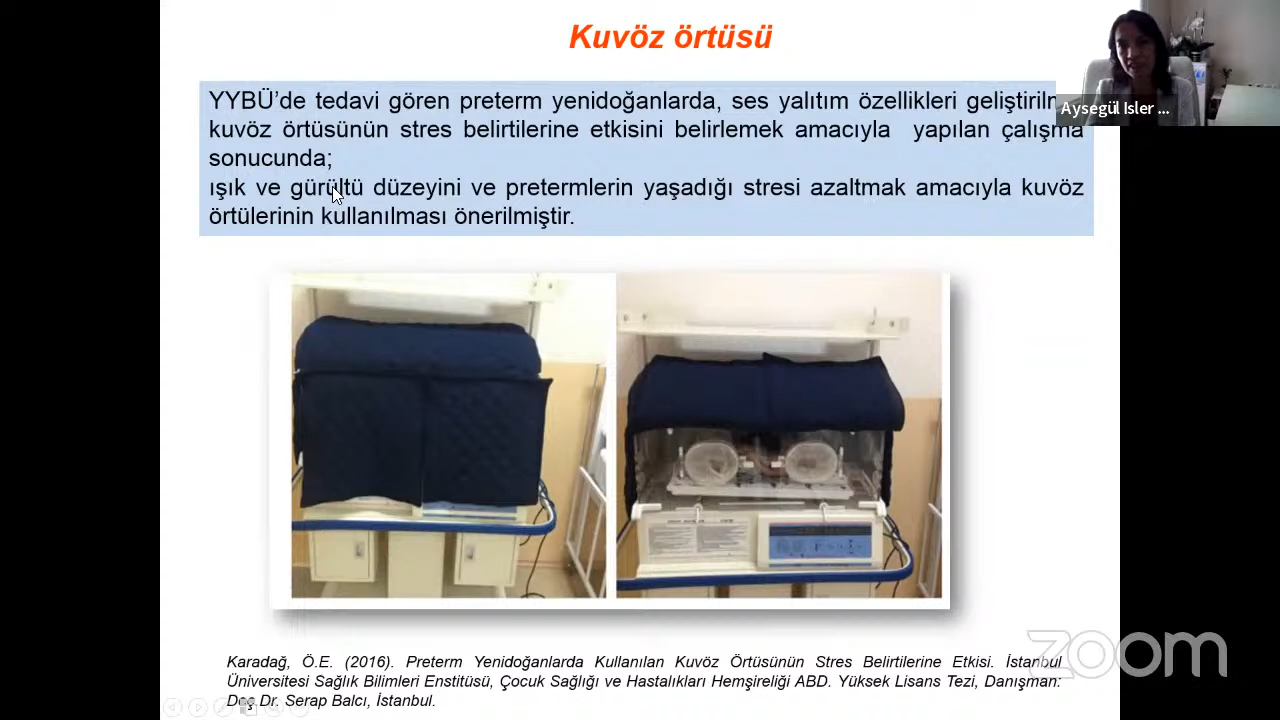 Kuvöz örtüsü
YYBÜ’de tedavi gören preterm yenidoğanlarda, ses yalıtım özellikleri
kuvöz örtüsünün stres belirtilerine etkisini belirlemek amacıyla yapılan çalışma
sonucunda;
ışık ve gürültü düzeyini ve pretermlerin yaşadığı stresi azaltmak amacıyla kuvöz
örtülerinin kullanılması önerilmiştir.
Aysegül Isler ...
Karadağ, Ö.E. (2016). Preterm Yenidoğanlarda Kullanılan Kuvöz Örtüsünün Stres Belirtilerine Etkisi. İstanbul
Üniversitesi Sağlık Bilimleri Enstitüsü, Çocuk Sağlığı ve Hastalıkları Hemşireliği ABD. Yüksek Lisans Tezi, Danışman:
Doç.Dr. Serap Balcı, İstanbul.
zoom